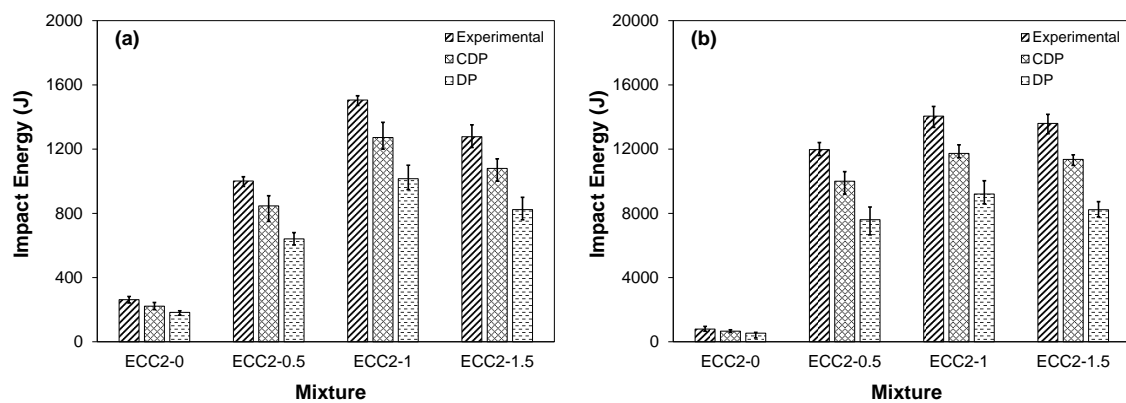 (a)
Impact Energy (J)
2000
1600
1200
800
400
0
Experimental
CDP
DP
ECC2-0 ECC2-0.5 ECC2-1 ECC2-1.5
Mixture
(b)
Impact Energy (J)
20000
16000
12000
8000
4000
0
Experimental
CDP
DP
ECC2-0 ECC2-0.5 ECC2-1 ECC2-1.5
Mixture